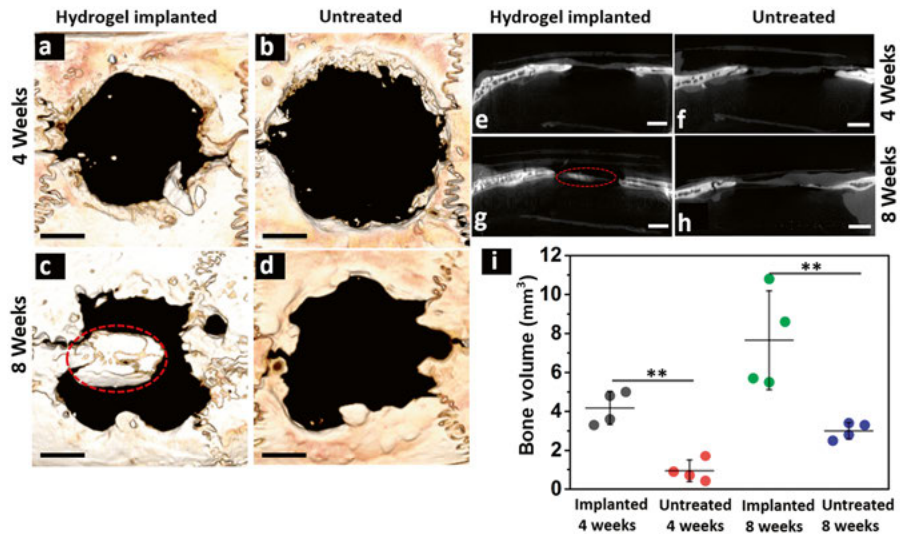 Hydrogel implanted
Untreated
Hydrogel implanted
Untreated
4 Weeks
8 Weeks
a
b
c
d
e
f
g
h
4 Weeks
8 Weeks
i
Bone volume (mm³)
12
10
8
6
4
2
0
**
**
Implanted
4 weeks
Untreated
4 weeks
Implanted
8 weeks
Untreated
8 weeks